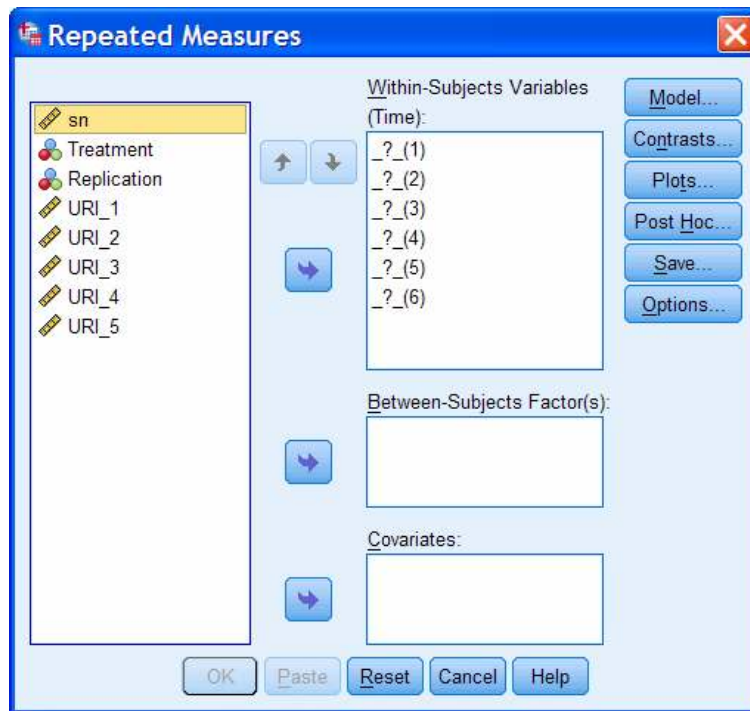 Repeated Measures
sn
Treatment
Replication
URI_1
URI_2
URI_3
URI_4
URI_5
Within-Subjects Variables
(Time):
_?_(1)
_?_(2)
_?_(3)
_?_(4)
_?_(5)
_?_(6)
Between-Subjects Factor(s):
Covariates:
Model...
Contrasts...
Plots...
Post Hoc...
Save...
Options...
OK
Paste
Reset
Cancel
Help